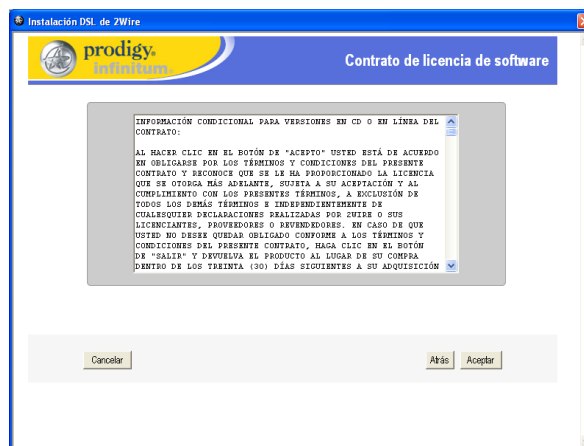 Instalación DSL de 2Wire
prodigy.
infinitum.
Contrato de licencia de software
INFORMACIÓN CONDICIONAL PARA VERSIONES EN CD O EN LÍNEA DEL
CONTRATO:
AL HACER CLIC EN EL BOTÓN DE "ACEPTO" USTED ESTÁ DE ACUERDO
EN OBLIGARSE POR LOS TÉRMINOS Y CONDICIONES DEL PRESENTE
CONTRATO Y RECONOCE QUE SE LE HA PROPORCIONADO LA LICENCIA
QUE SE OTORGA MÁS ADELANTE, SUJETA A SU ACEPTACIÓN Y AL
CUMPLIMIENTO CON LOS PRESENTES TÉRMINOS, A EXCLUSIÓN DE
TODOS LOS DEMÁS TÉRMINOS E INDEPENDIENTEMENTE DE
CUALESQUIER DECLARACIONES REALIZADAS POR 2WIRE O SUS
LICENCIANTES, PROVEEDORES O REVENDEDORES. EN CASO DE QUE
USTED NO DESEE QUEDAR OBLIGADO CONFORME A LOS TÉRMINOS Y
CONDICIONES DEL PRESENTE CONTRATO, HAGA CLIC EN EL BOTÓN
DE "SALIR" Y DEVUELVA EL PRODUCTO AL LUGAR DE SU COMPRA
DENTRO DE LOS TREINTA (30) DÍAS SIGUIENTES A SU ADQUISICIÓN
Cancelar
Atrás
Aceptar